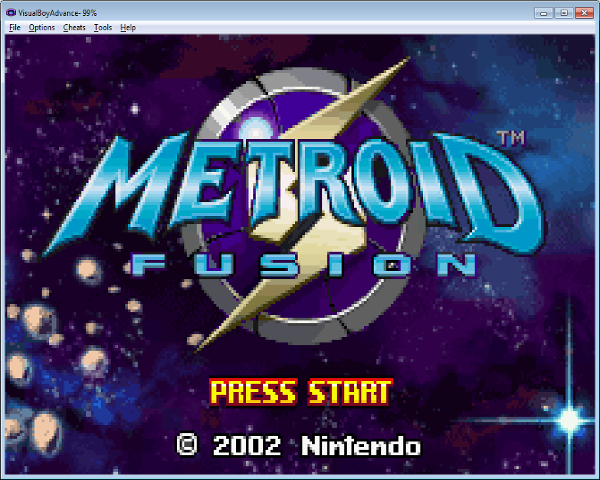 VisualBoyAdvance- 99%
File Options Cheats Tools Help
METROID™
FUSION
PRESS START
© 2002 Nintendo